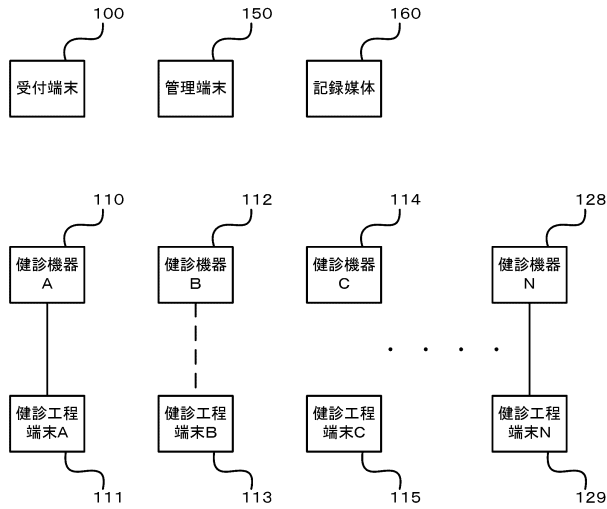 100
150
160
受付端末
管理端末
記録媒体
110
112
114
128
健診機器
A
健診機器
B
健診機器
C
健診機器
N
健診工程
端末A
健診工程
端末B
健診工程
端末C
健診工程
端末N
111
113
115
129